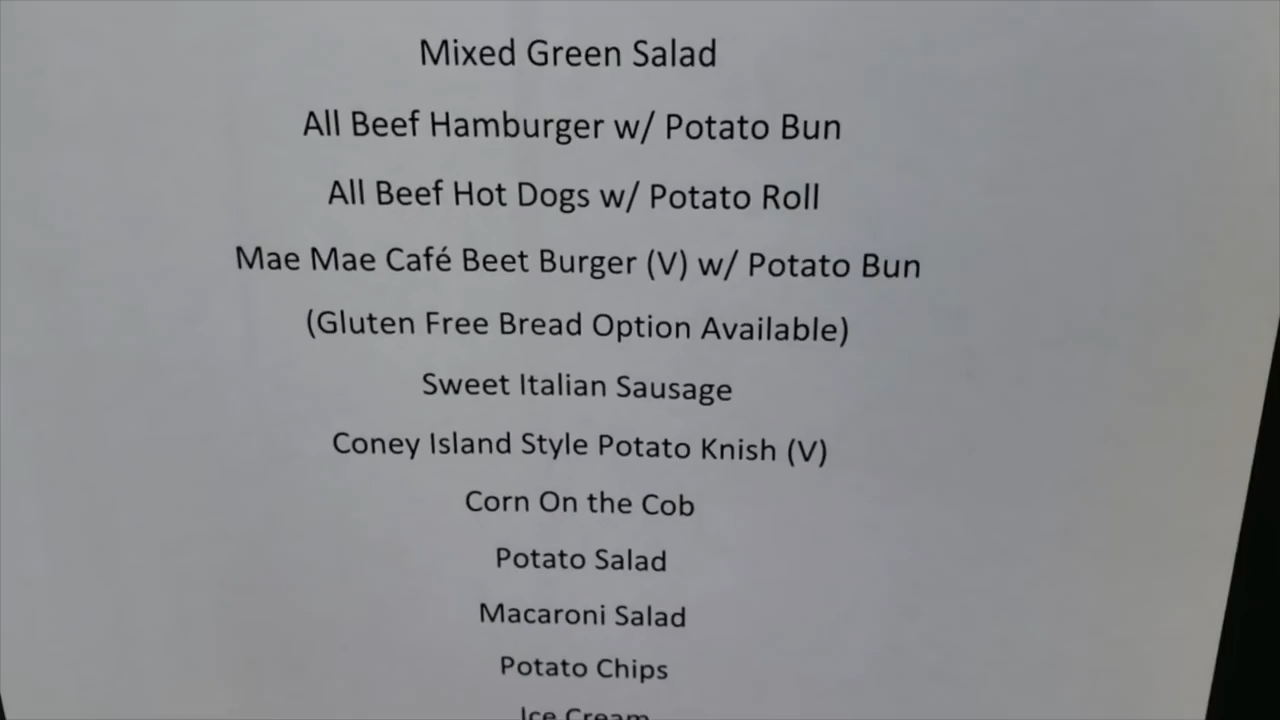 Mixed Green Salad
All Beef Hamburger w/ Potato Bun
All Beef Hot Dogs w/ Potato Roll
Mae Mae Café Beet Burger (V) w/ Potato Bun
(Gluten Free Bread Option Available)
Sweet Italian Sausage
Coney Island Style Potato Knish (V)
Corn On the Cob
Potato Salad
Macaroni Salad
Potato Chips
Ice Cream